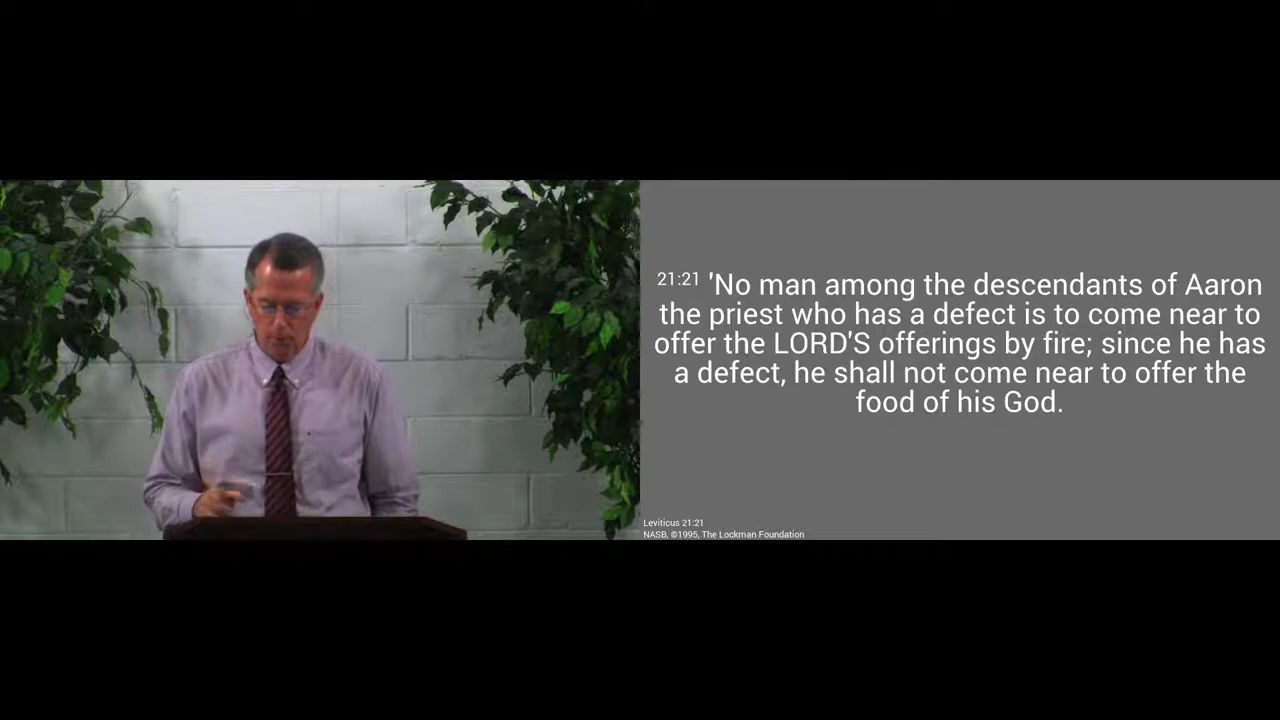 21:21 'No man among the descendants of Aaron
the priest who has a defect is to come near to
offer the LORD'S offerings by fire; since he has
a defect, he shall not come near to offer the
food of his God.
Leviticus 21:21
NASB, ©1995, The Lockman Foundation